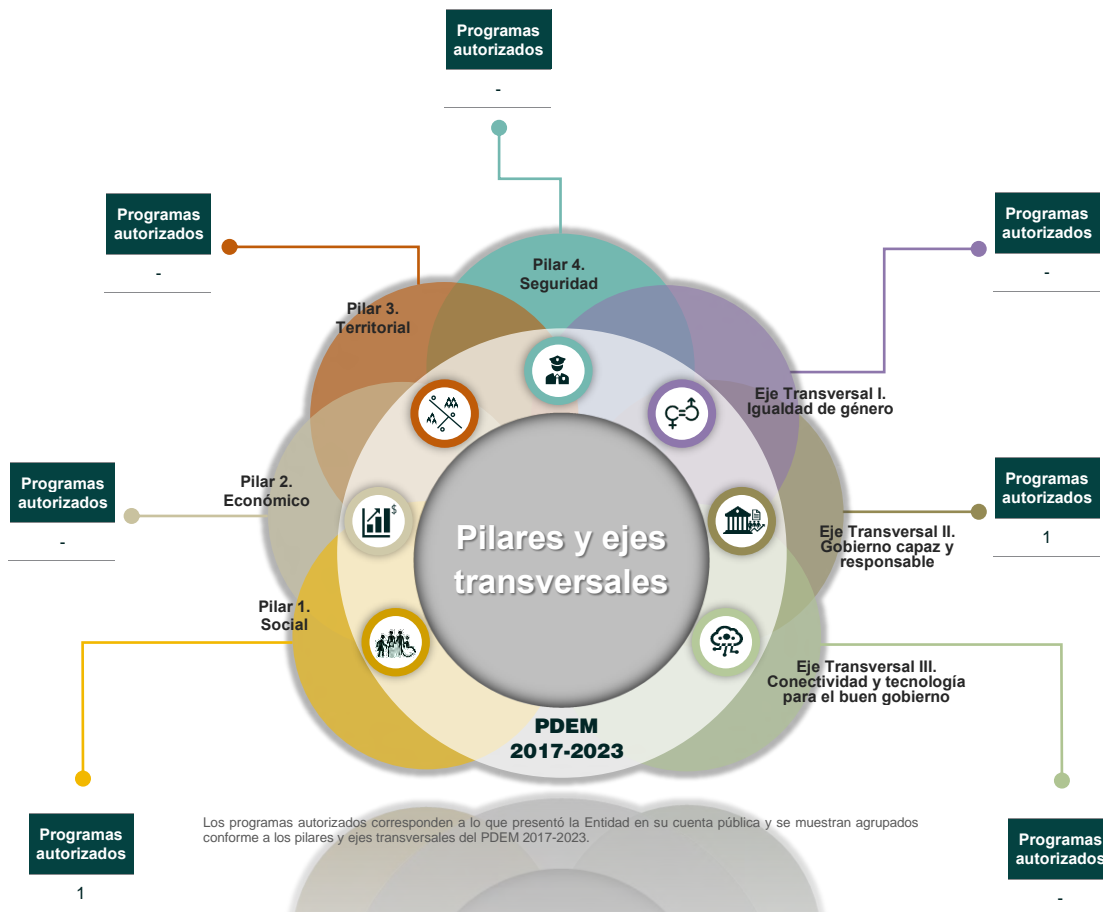 Programas
autorizados
-
Programas
autorizados
-
Programas
autorizados
-
Pilar 4.
Seguridad
Pilar 3.
Territorial
Eje Transversal I.
Igualdad de género
Programas
autorizados
-
Pilar 2.
Económico
$
Programas
autorizados
1
Eje Transversal II.
Gobierno capaz y
responsable
Pilares y ejes
transversales
Pilar 1.
Social
Eje Transversal III.
Conectividad y tecnología
para el buen gobierno
PDEM
2017-2023
Programas
autorizados
1
Los programas autorizados corresponden a lo que presentó la Entidad en su cuenta pública y se muestran agrupados
conforme a los pilares y ejes transversales del PDEM 2017-2023.
Programas
autorizados
-